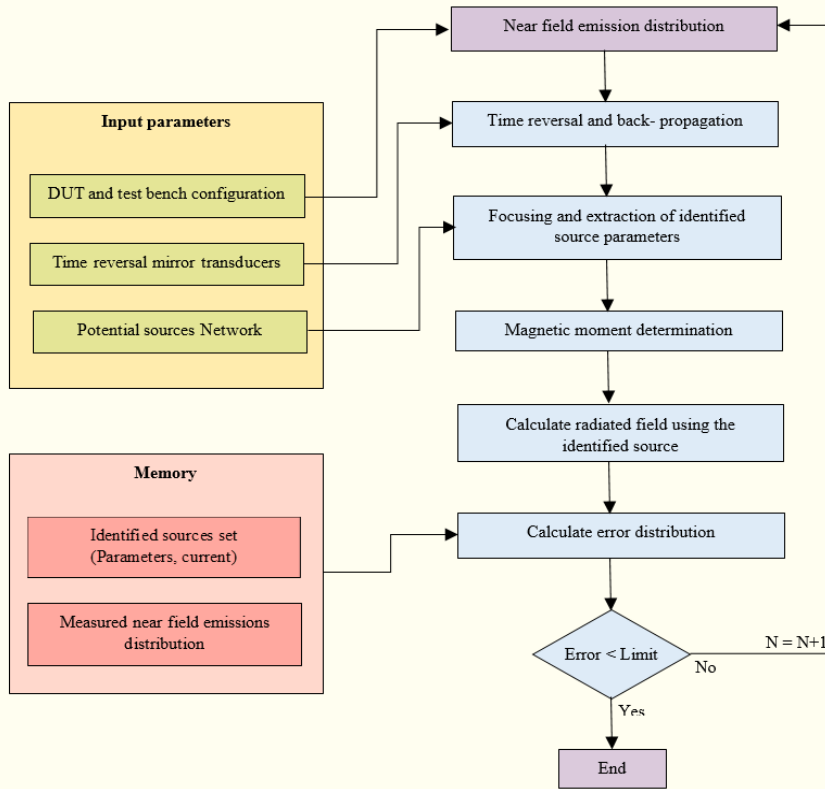 Near field emission distribution
Input parameters
DUT and test bench configuration
Time reversal mirror transducers
Potential sources Network
Time reversal and back- propagation
Focusing and extraction of identified
source parameters
Magnetic moment determination
Calculate radiated field using the
identified source
Memory
Identified sources set
(Parameters, current)
Measured near field emissions
distribution
Calculate error distribution
Error < Limit
No
N = N+1
Yes
End